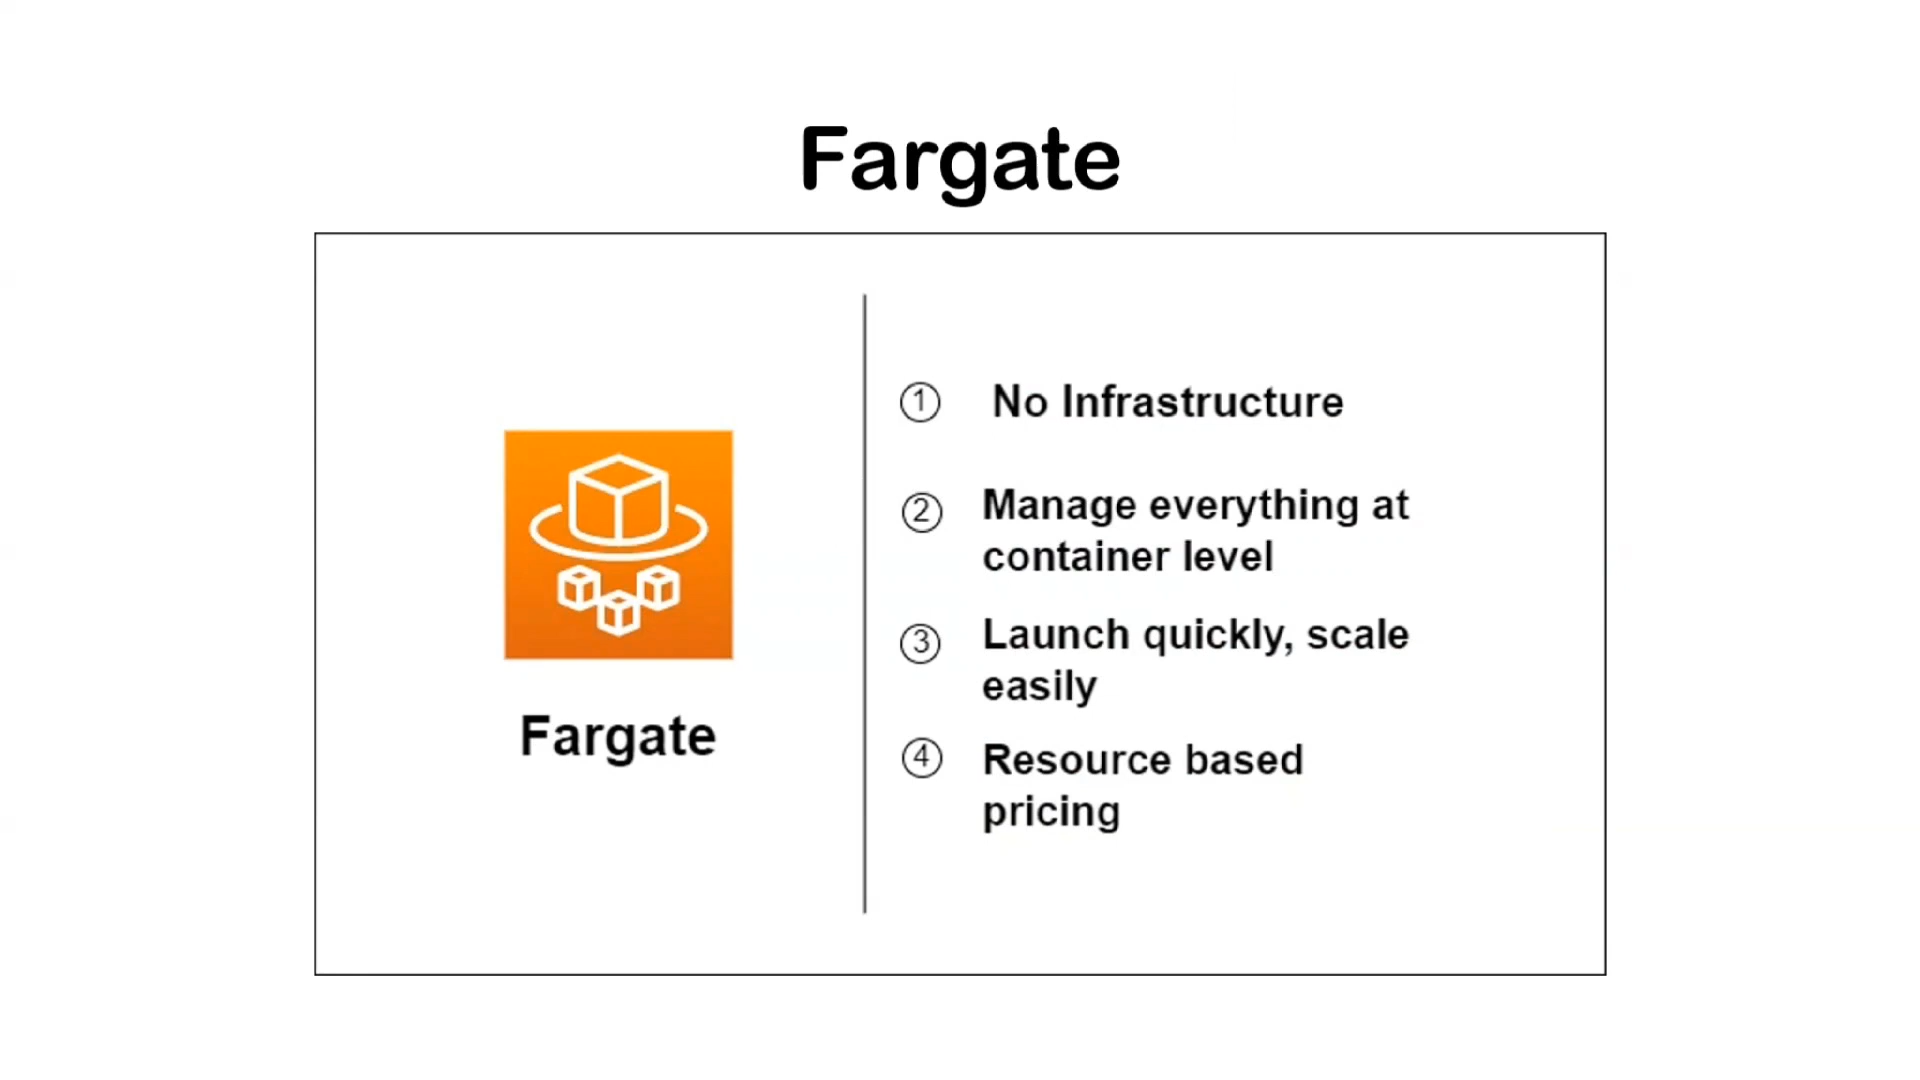 Fargate
Fargate
① No Infrastructure
② Manage everything at
container level
③ Launch quickly, scale
easily
④ Resource based
pricing